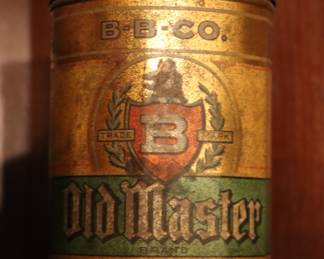 B-B-CO.
TRADE B MARK
Old Master
BRAND